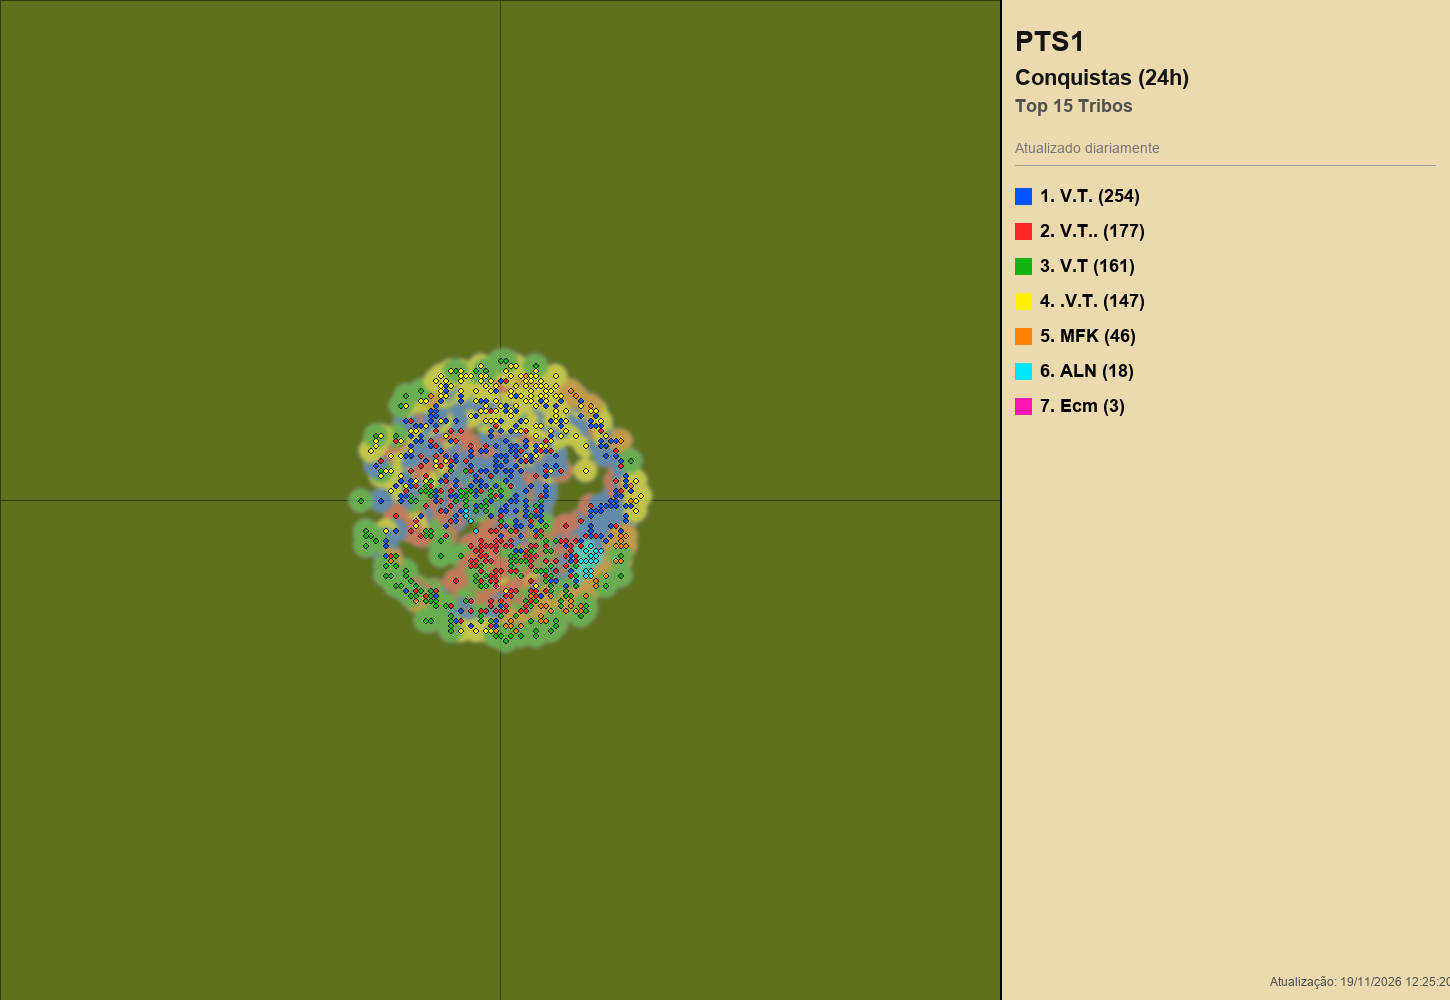 PTS1
Conquistas (24h)
Top 15 Tribos
Atualizado diariamente
1. V.T. (254)
2. V.T.. (177)
3. V.T (161)
4. .V.T. (147)
5. MFK (46)
6. ALN (18)
7. Ecm (3)
Atualização: 19/11/2026 12:25:20